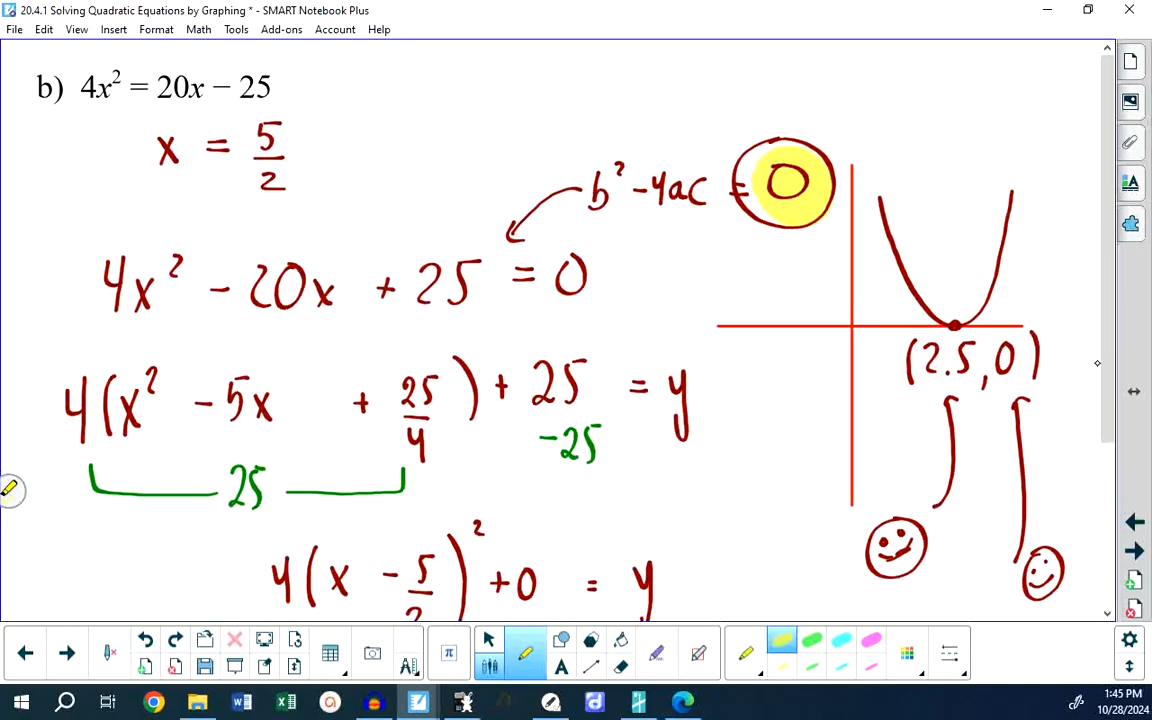 20.4.1 Solving Quadratic Equations by Graphing * - SMART Notebook Plus
File Edit View Insert Format Math Tools Add-ons Account Help
b) 4x² = 20x − 25
x = 5/2
b² - 4ac = 0
4x² - 20x + 25 = 0
(2.5, 0)
4(x² - 5x + 25/4) + 25 = y
-25
25
4(x - 5/2)² + 0 = y
1:45 PM
10/28/2024